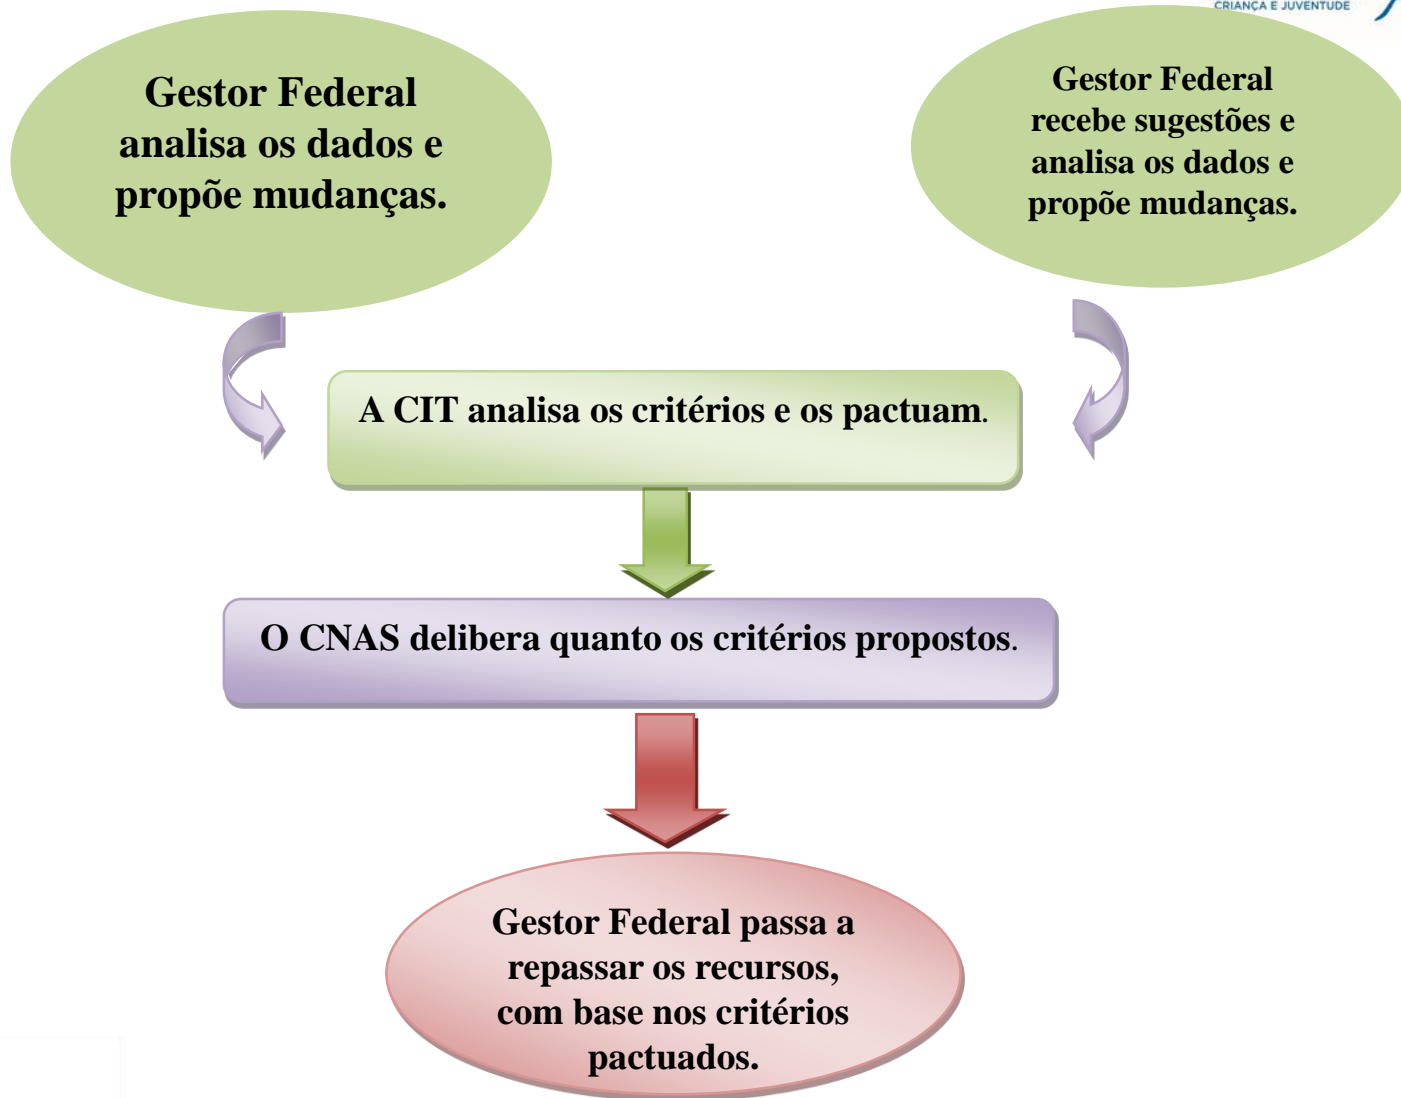 CRIANÇA E JUVENTUDE
Gestor Federal
analisa os dados e
propõe mudanças.
Gestor Federal
recebe sugestões e
analisa os dados e
propõe mudanças.
A CIT analisa os critérios e os pactuam.
O CNAS delibera quanto os critérios propostos.
Gestor Federal passa a
repassar os recursos,
com base nos critérios
pactuados.